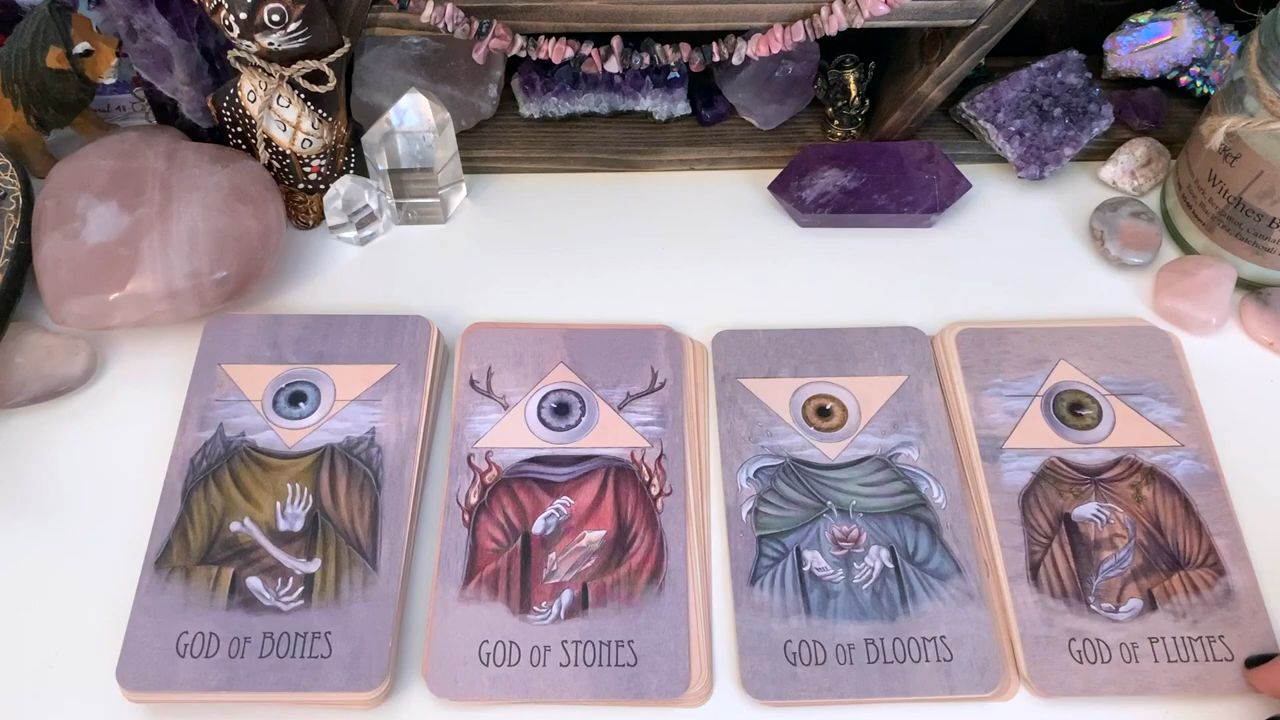 Witches B
GOD OF BONES
GOD OF STONES
GOD OF BLOOMS
GOD OF PLUMES